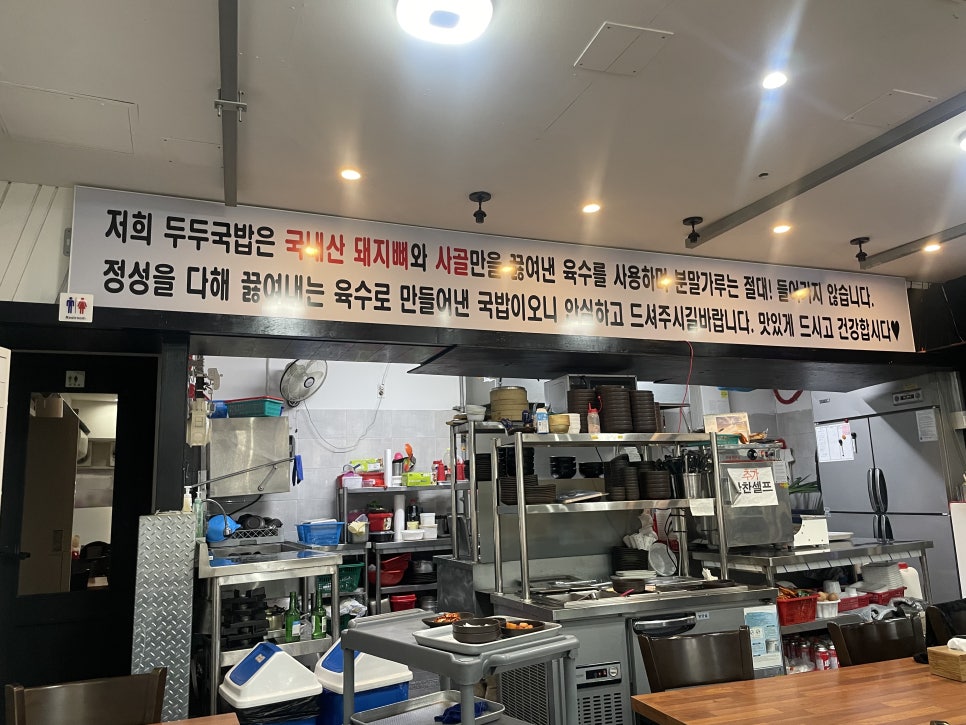 저희 두두국밥은 국내산 돼지뼈와 사골만을 끓여낸 육수를 사용하며 분말가루는 절대! 들어가지 않습니다.
정성을 다해 끓여내는 육수로 만들어낸 국밥이오니 안심하고 드셔주시길바랍니다. 맛있게 드시고 건강합시다♥
Restroom
추가
반찬셀프